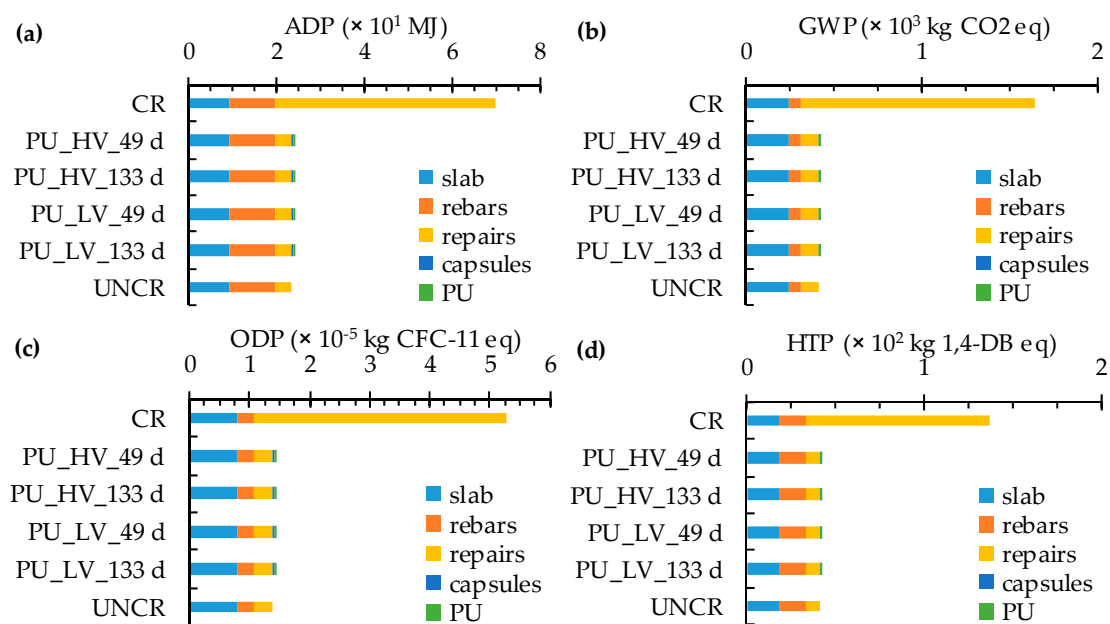 (a)
ADP (× 10¹ MJ)
0 2 4 6 8
CR
PU_HV_49 d
PU_HV_133 d
PU_LV_49 d
PU_LV_133 d
UNCR
slab
rebars
repairs
capsules
PU
(b)
GWP (× 10³ kg CO2 eq)
0 1 2
CR
PU_HV_49 d
PU_HV_133 d
PU_LV_49 d
PU_LV_133 d
UNCR
slab
rebars
repairs
capsules
PU
(c)
ODP (× 10⁻⁵ kg CFC-11 eq)
0 1 2 3 4 5 6
CR
PU_HV_49 d
PU_HV_133 d
PU_LV_49 d
PU_LV_133 d
UNCR
slab
rebars
repairs
capsules
PU
(d)
HTP (× 10² kg 1,4-DB eq)
0 1 2
CR
PU_HV_49 d
PU_HV_133 d
PU_LV_49 d
PU_LV_133 d
UNCR
slab
rebars
repairs
capsules
PU